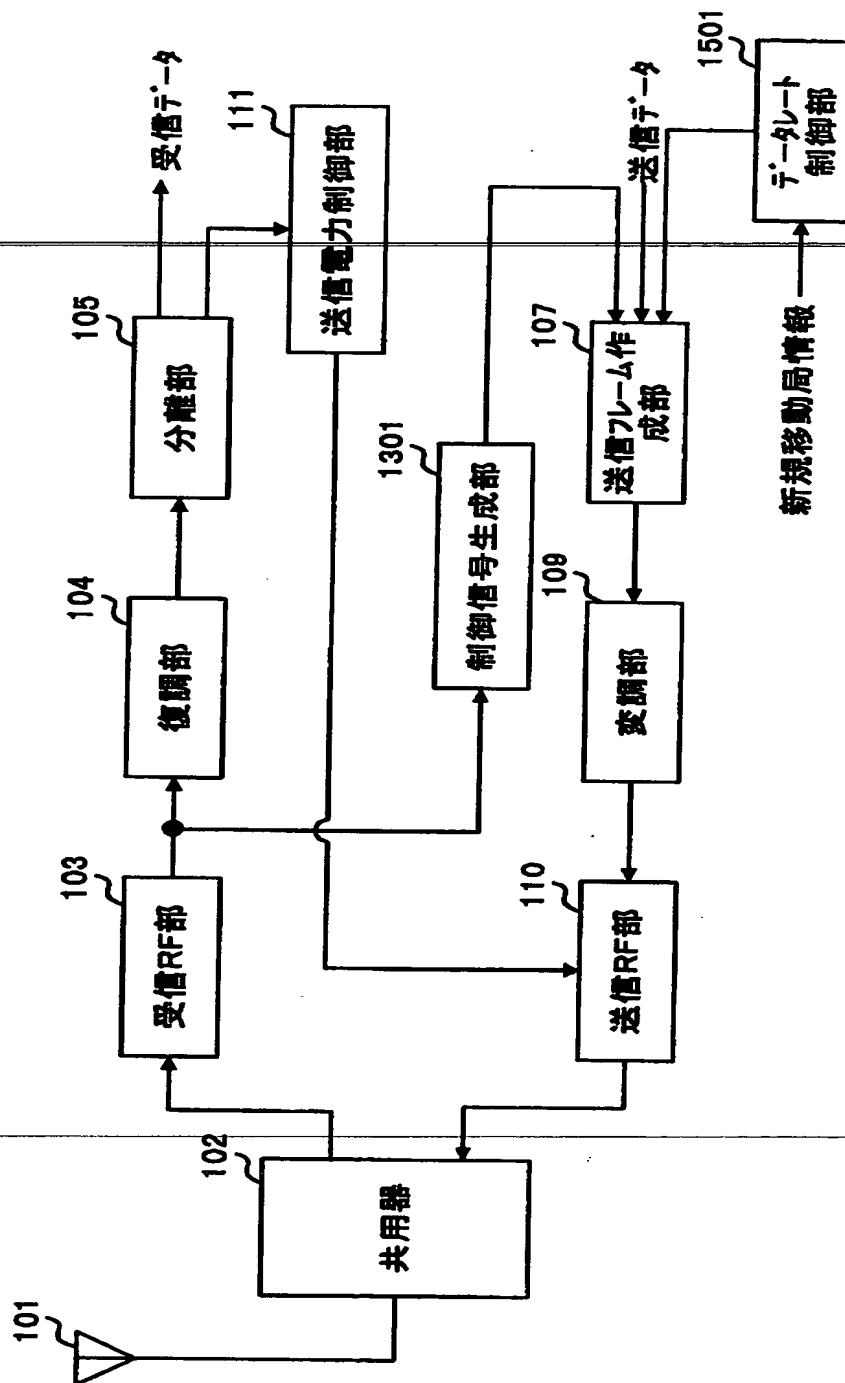 101
102
共用器
103
受信RF部
104
復調部
105
分離部
受信データ
111
送信電力制御部
1301
制御信号生成部
110
送信RF部
109
変調部
107
送信フレーム作
成部
送信データ
1501
データレート
制御部
新規移動局情報